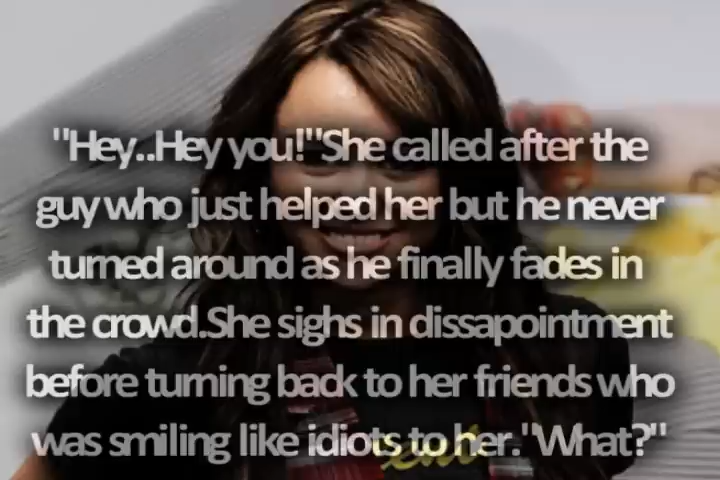 "Hey..Hey you!"She called after the
guy who just helped her but he never
turned around as he finally fades in
the crowd.She sighs in dissapointment
before turning back to her friends who
was smiling like idiots to her."What?"